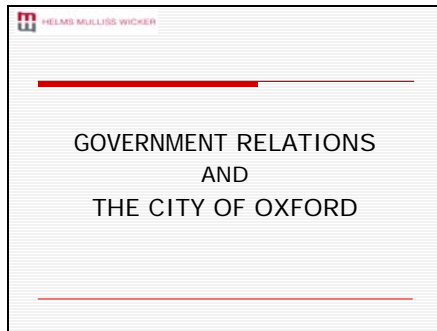 HELMS MULLISS WICKER
GOVERNMENT RELATIONS
AND
THE CITY OF OXFORD